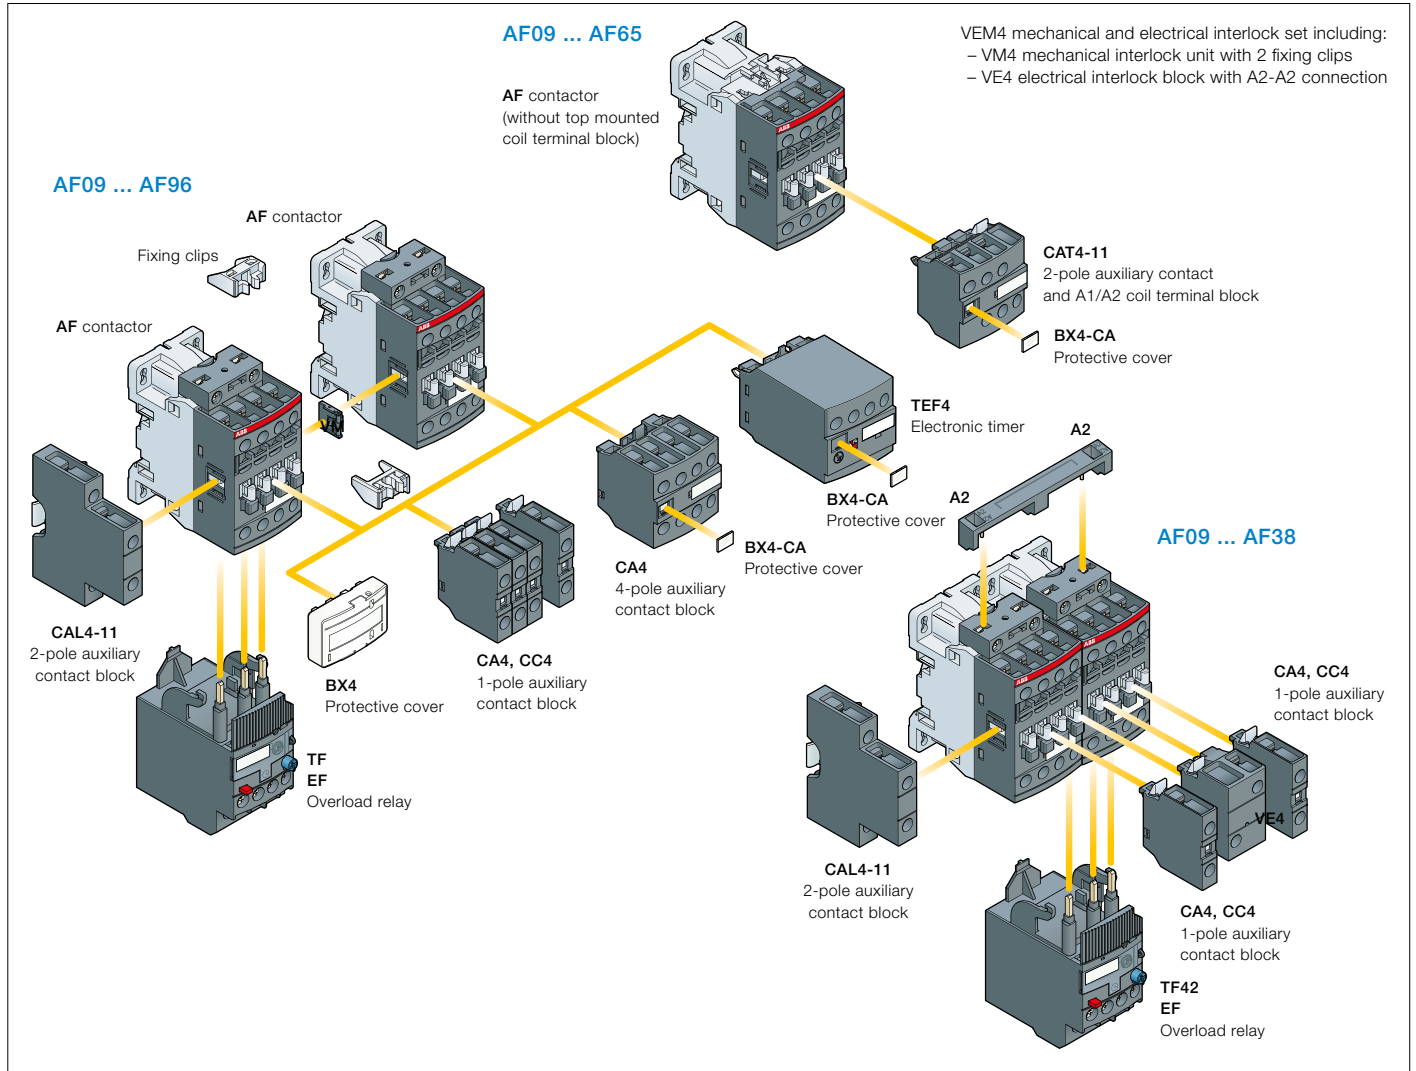 AF09 ... AF65
AF contactor
(without top mounted
coil terminal block)
VEM4 mechanical and electrical interlock set including:
– VM4 mechanical interlock unit with 2 fixing clips
– VE4 electrical interlock block with A2-A2 connection
AF09 ... AF96
AF contactor
Fixing clips
AF contactor
ABB
ABB
ABB
VM
CAT4-11
2-pole auxiliary contact
and A1/A2 coil terminal block
BX4-CA
Protective cover
TEF4
Electronic timer
BX4-CA
Protective cover
A2
A2
AF09 ... AF38
BX4-CA
Protective cover
CA4
4-pole auxiliary
contact block
CAL4-11
2-pole auxiliary
contact block
BX4
Protective cover
CA4, CC4
1-pole auxiliary
contact block
TF
EF
Overload relay
ABB
ABB
CA4, CC4
1-pole auxiliary
contact block
VE4
CAL4-11
2-pole auxiliary
contact block
CA4, CC4
1-pole auxiliary
contact block
TF42
EF
Overload relay